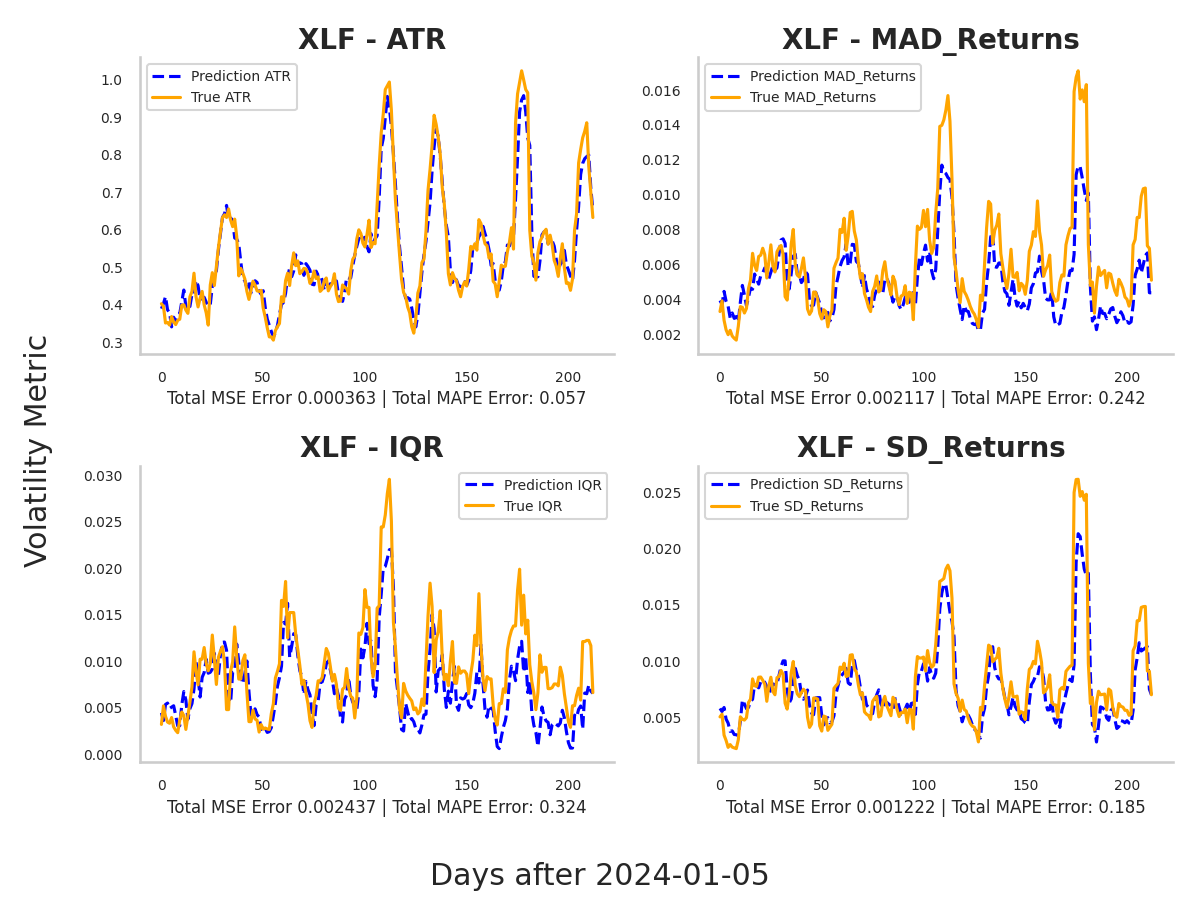 XLF - ATR
Prediction ATR
True ATR
1.0
0.9
0.8
0.7
0.6
0.5
0.4
0.3
0 50 100 150 200
Total MSE Error 0.000363 | Total MAPE Error: 0.057
XLF - MAD_Returns
Prediction MAD_Returns
True MAD_Returns
0.016
0.014
0.012
0.010
0.008
0.006
0.004
0.002
0 50 100 150 200
Total MSE Error 0.002117 | Total MAPE Error: 0.242
Volatility Metric
XLF - IQR
Prediction IQR
True IQR
0.030
0.025
0.020
0.015
0.010
0.005
0.000
0 50 100 150 200
Total MSE Error 0.002437 | Total MAPE Error: 0.324
XLF - SD_Returns
Prediction SD_Returns
True SD_Returns
0.025
0.020
0.015
0.010
0.005
0 50 100 150 200
Total MSE Error 0.001222 | Total MAPE Error: 0.185
Days after 2024-01-05